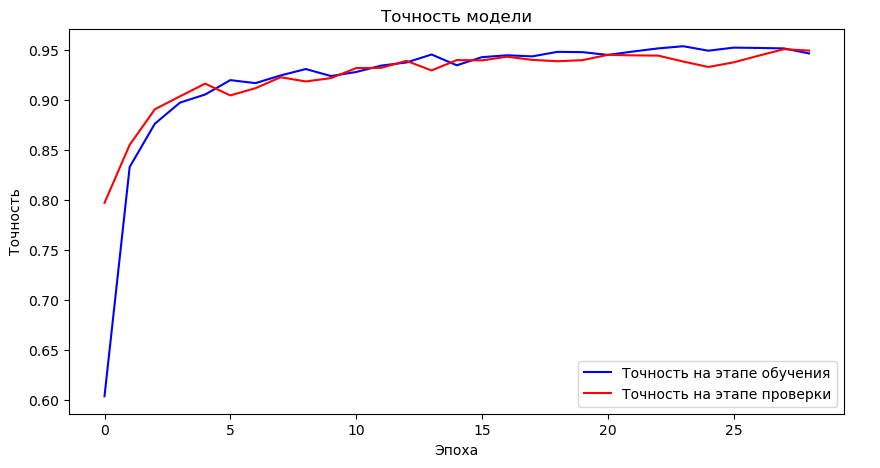 Точность модели
Точность
0.95
0.90
0.85
0.80
0.75
0.70
0.65
0.60
0
5
10
15
20
25
Эпоха
Точность на этапе обучения
Точность на этапе проверки